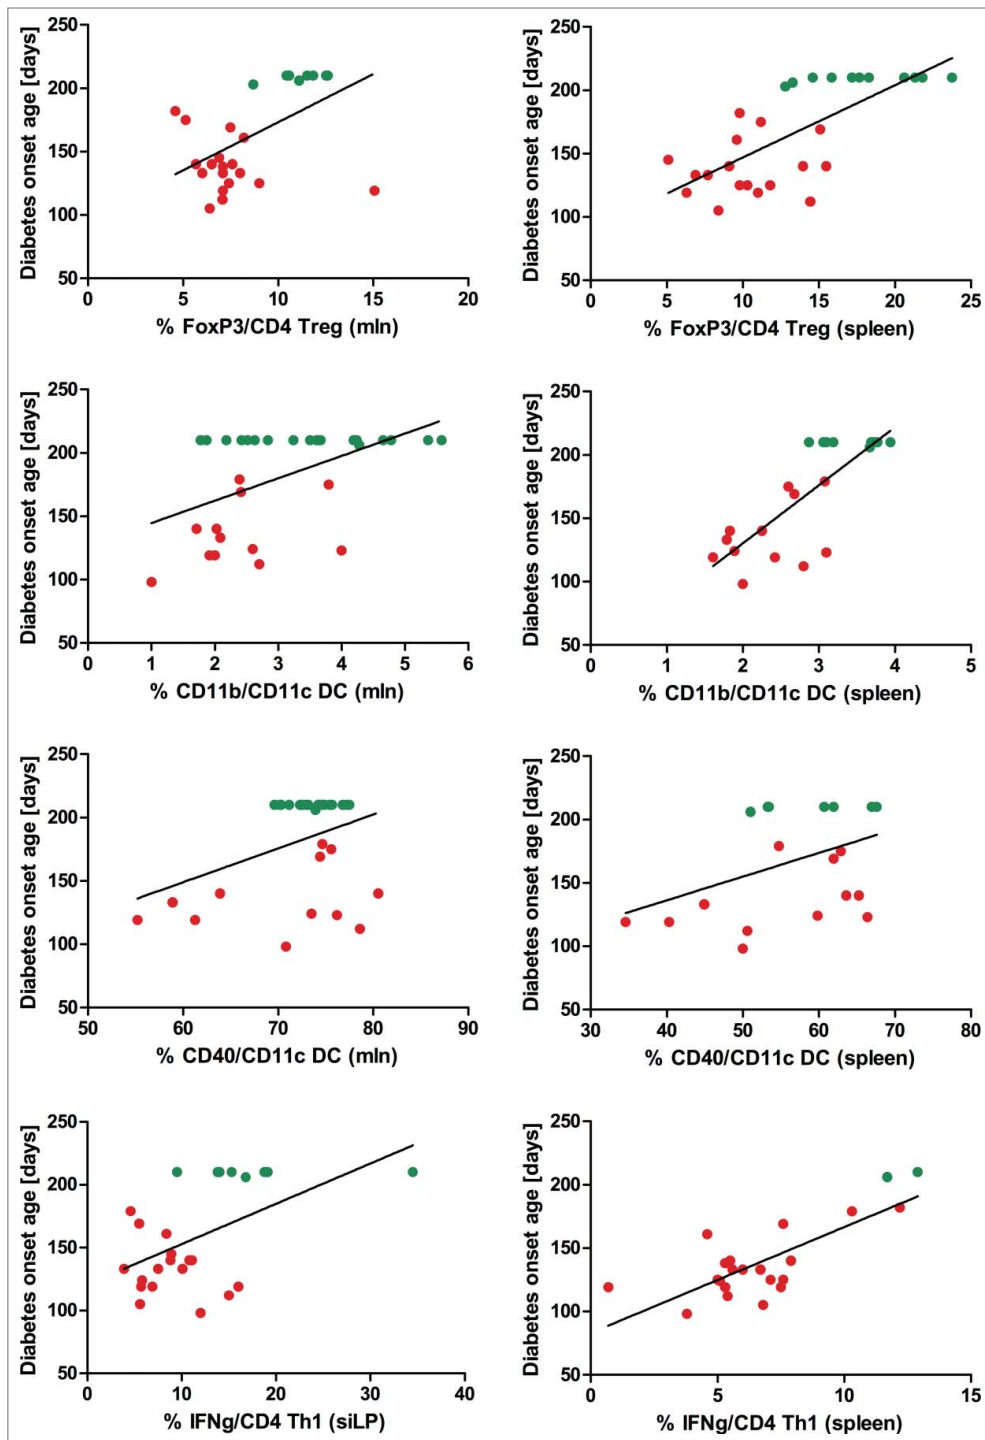 250
200
150
100
50
Diabetes onset age [days]
0 5 10 15 20
% FoxP3/CD4 Treg (mln)
250
200
150
100
50
Diabetes onset age [days]
0 5 10 15 20 25
% FoxP3/CD4 Treg (spleen)
250
200
150
100
50
Diabetes onset age [days]
0 1 2 3 4 5 6
% CD11b/CD11c DC (mln)
250
200
150
100
50
Diabetes onset age [days]
0 1 2 3 4 5
% CD11b/CD11c DC (spleen)
250
200
150
100
50
Diabetes onset age [days]
50 60 70 80 90
% CD40/CD11c DC (mln)
250
200
150
100
50
Diabetes onset age [days]
30 40 50 60 70 80
% CD40/CD11c DC (spleen)
250
200
150
100
50
Diabetes onset age [days]
0 10 20 30 40
% IFNg/CD4 Th1 (siLP)
250
200
150
100
50
Diabetes onset age [days]
0 5 10 15
% IFNg/CD4 Th1 (spleen)